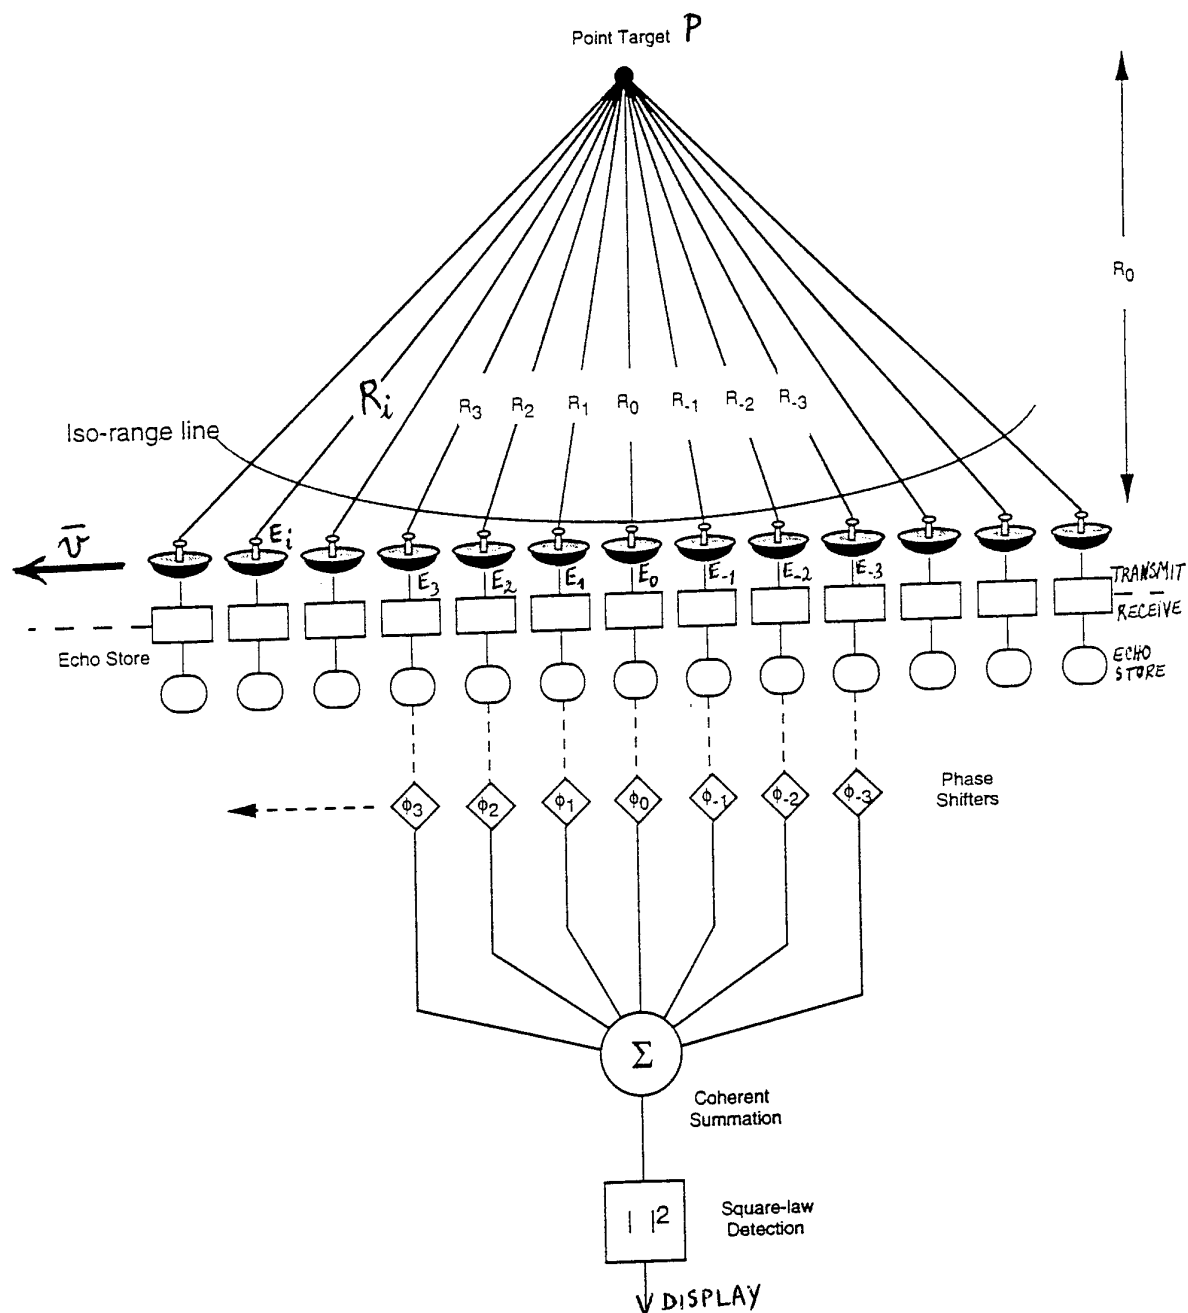 Point Target P
R₀
R_i R₃ R₂ R₁ R₀ R₋₁ R₋₂ R₋₃
Iso-range line
v̄
E_i E₃ E₂ E₁ E₀ E₋₁ E₋₂ E₋₃
TRANSMIT
RECEIVE
Echo Store
ECHO
STORE
ϕ₃ ϕ₂ ϕ₁ ϕ₀ ϕ₋₁ ϕ₋₂ ϕ₋₃
Phase
Shifters
Σ
Coherent
Summation
| |²
Square-law
Detection
DISPLAY